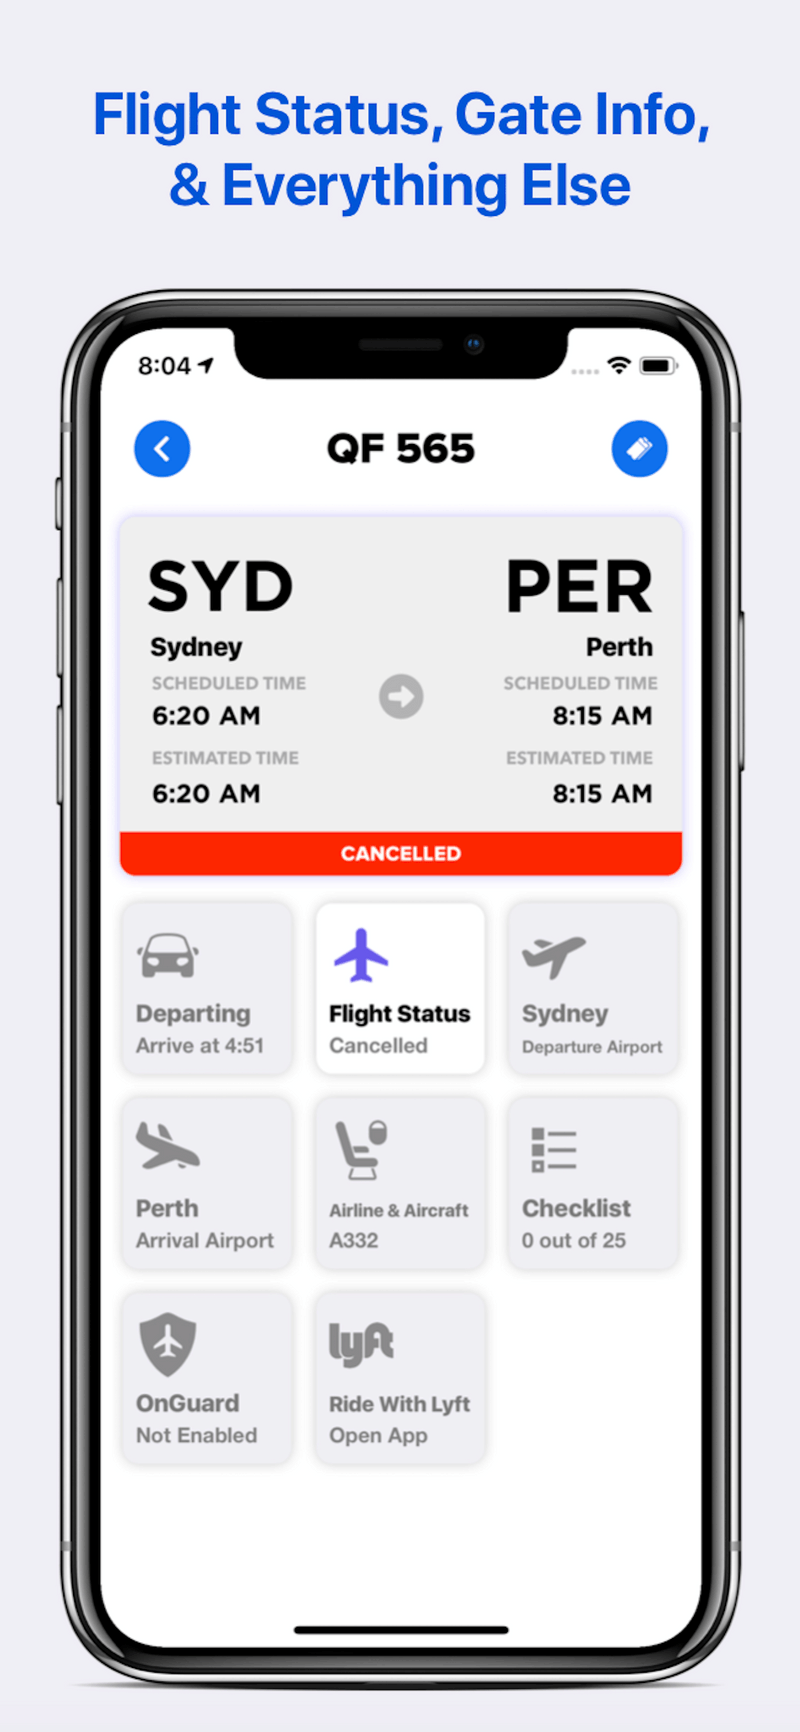 Flight Status, Gate Info,
& Everything Else
8:04
QF 565
SYD
PER
Sydney
Perth
SCHEDULED TIME
SCHEDULED TIME
6:20 AM
8:15 AM
ESTIMATED TIME
ESTIMATED TIME
6:20 AM
8:15 AM
CANCELLED
Departing
Arrive at 4:51
Flight Status
Cancelled
Sydney
Departure Airport
Perth
Arrival Airport
Airline & Aircraft
A332
Checklist
0 out of 25
OnGuard
Not Enabled
lyft
Ride With Lyft
Open App